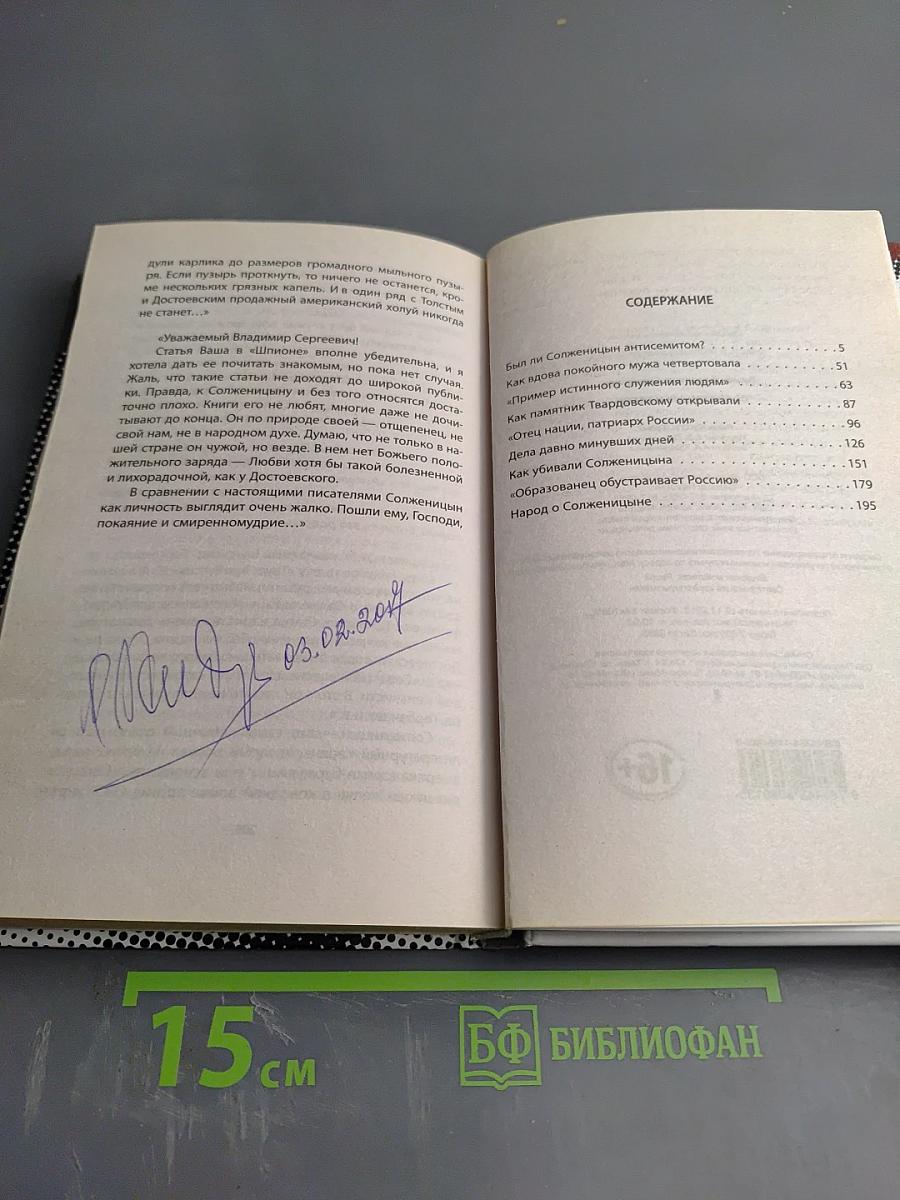 дули карлика до размеров громадного мыльного пузы-
ря. Если пузырь проткнуть, то ничего не останется, кро-
ме нескольких грязных капель. И в один ряд с Толстым
и Достоевским продажный американский холуй никогда
не станет…»
«Уважаемый Владимир Сергеевич!
Статья Ваша в «Шпионе» вполне убедительна, и я
хотела дать ее почитать знакомым, но пока нет случая.
Жаль, что такие статьи не доходят до широкой публи-
ки. Правда, к Солженицыну и без того относятся доста-
точно плохо. Книги его не любят, многие даже не дочи-
тывают до конца. Он по природе своей — отщепенец, не
свой нам, не в народном духе. Думаю, что не только в на-
шей стране он чужой, но везде. В нем нет Божьего поло-
жительного заряда — Любви хотя бы такой болезненной
и лихорадочной, как у Достоевского.
В сравнении с настоящими писателями Солженицын
как личность выглядит очень жалко. Пошли ему, Господи,
покаяние и смиренномудрие…»
03.02.2017
СОДЕРЖАНИЕ
Был ли Солженицын антисемитом? . . . . . . . . . . . . . 5
Как вдова покойного мужа четвертовала . . . . . . . . . 51
«Пример истинного служения людям» . . . . . . . . . . . 63
Как памятник Твардовскому открывали . . . . . . . . . . 87
«Отец нации, патриарх России» . . . . . . . . . . . . . . . 96
Дела давно минувших дней . . . . . . . . . . . . . . . . . 126
Как убивали Солженицына . . . . . . . . . . . . . . . . . 151
«Образованец обустраивает Россию» . . . . . . . . . . . 179
Народ о Солженицыне . . . . . . . . . . . . . . . . . . . . 195
16+
15 см
БФ БИБЛИОФАН